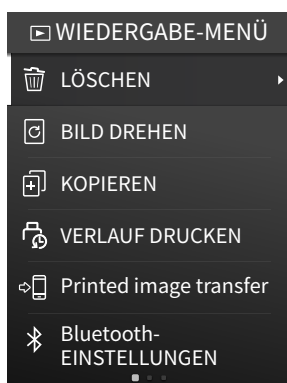 WIEDERGABE-MENÜ
LÖSCHEN
BILD DREHEN
KOPIEREN
VERLAUF DRUCKEN
Printed image transfer
Bluetooth-
EINSTELLUNGEN